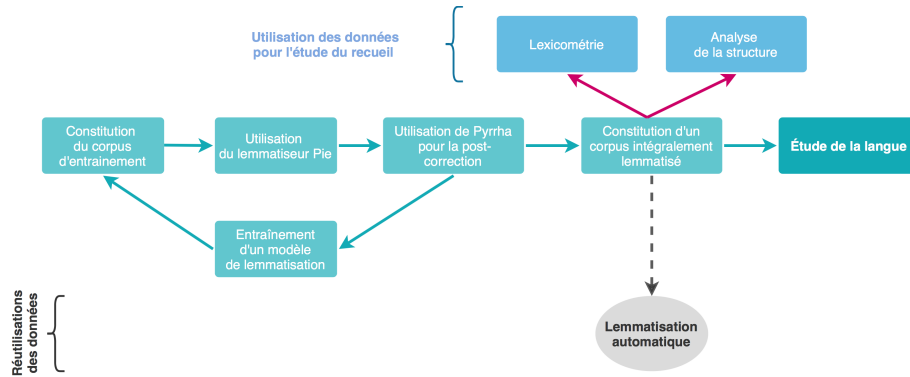 Utilisation des données
pour l'étude du recueil
Lexicométrie
Analyse
de la structure
Constitution
du corpus
d'entrainement
Utilisation
du lemmatiseur Pie
Utilisation de Pyrrha
pour la post-
correction
Constitution d'un
corpus intégralement
lemmatisé
Étude de la langue
Entraînement
d'un modèle
de lemmatisation
Réutilisations
des données
Lemmatisation
automatique